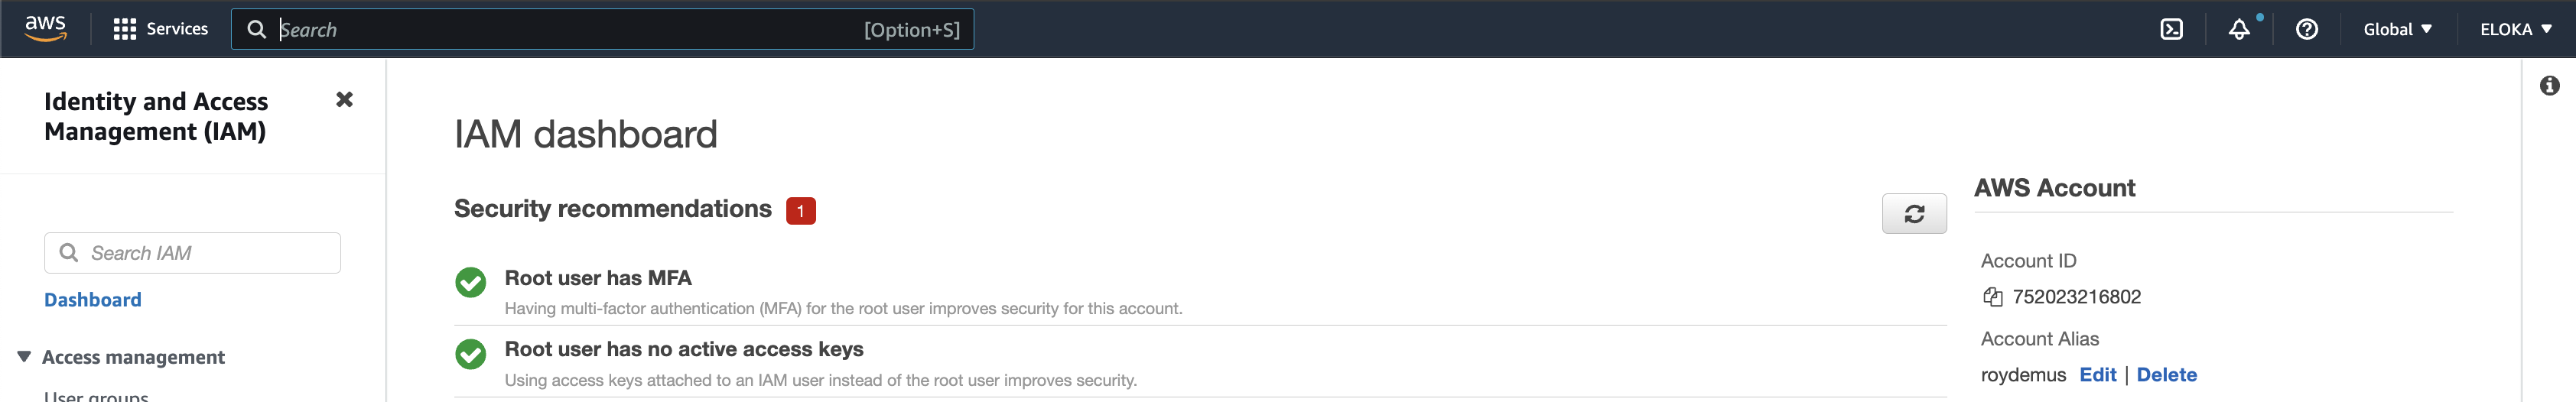 aws
Services
Search
[Option+S]
Global ▼
ELOKA ▼
Identity and Access
Management (IAM)
Search IAM
Dashboard
Access management
User groups
IAM dashboard
Security recommendations 1
Root user has MFA
Having multi-factor authentication (MFA) for the root user improves security for this account.
Root user has no active access keys
Using access keys attached to an IAM user instead of the root user improves security.
AWS Account
Account ID
752023216802
Account Alias
roydemus Edit | Delete